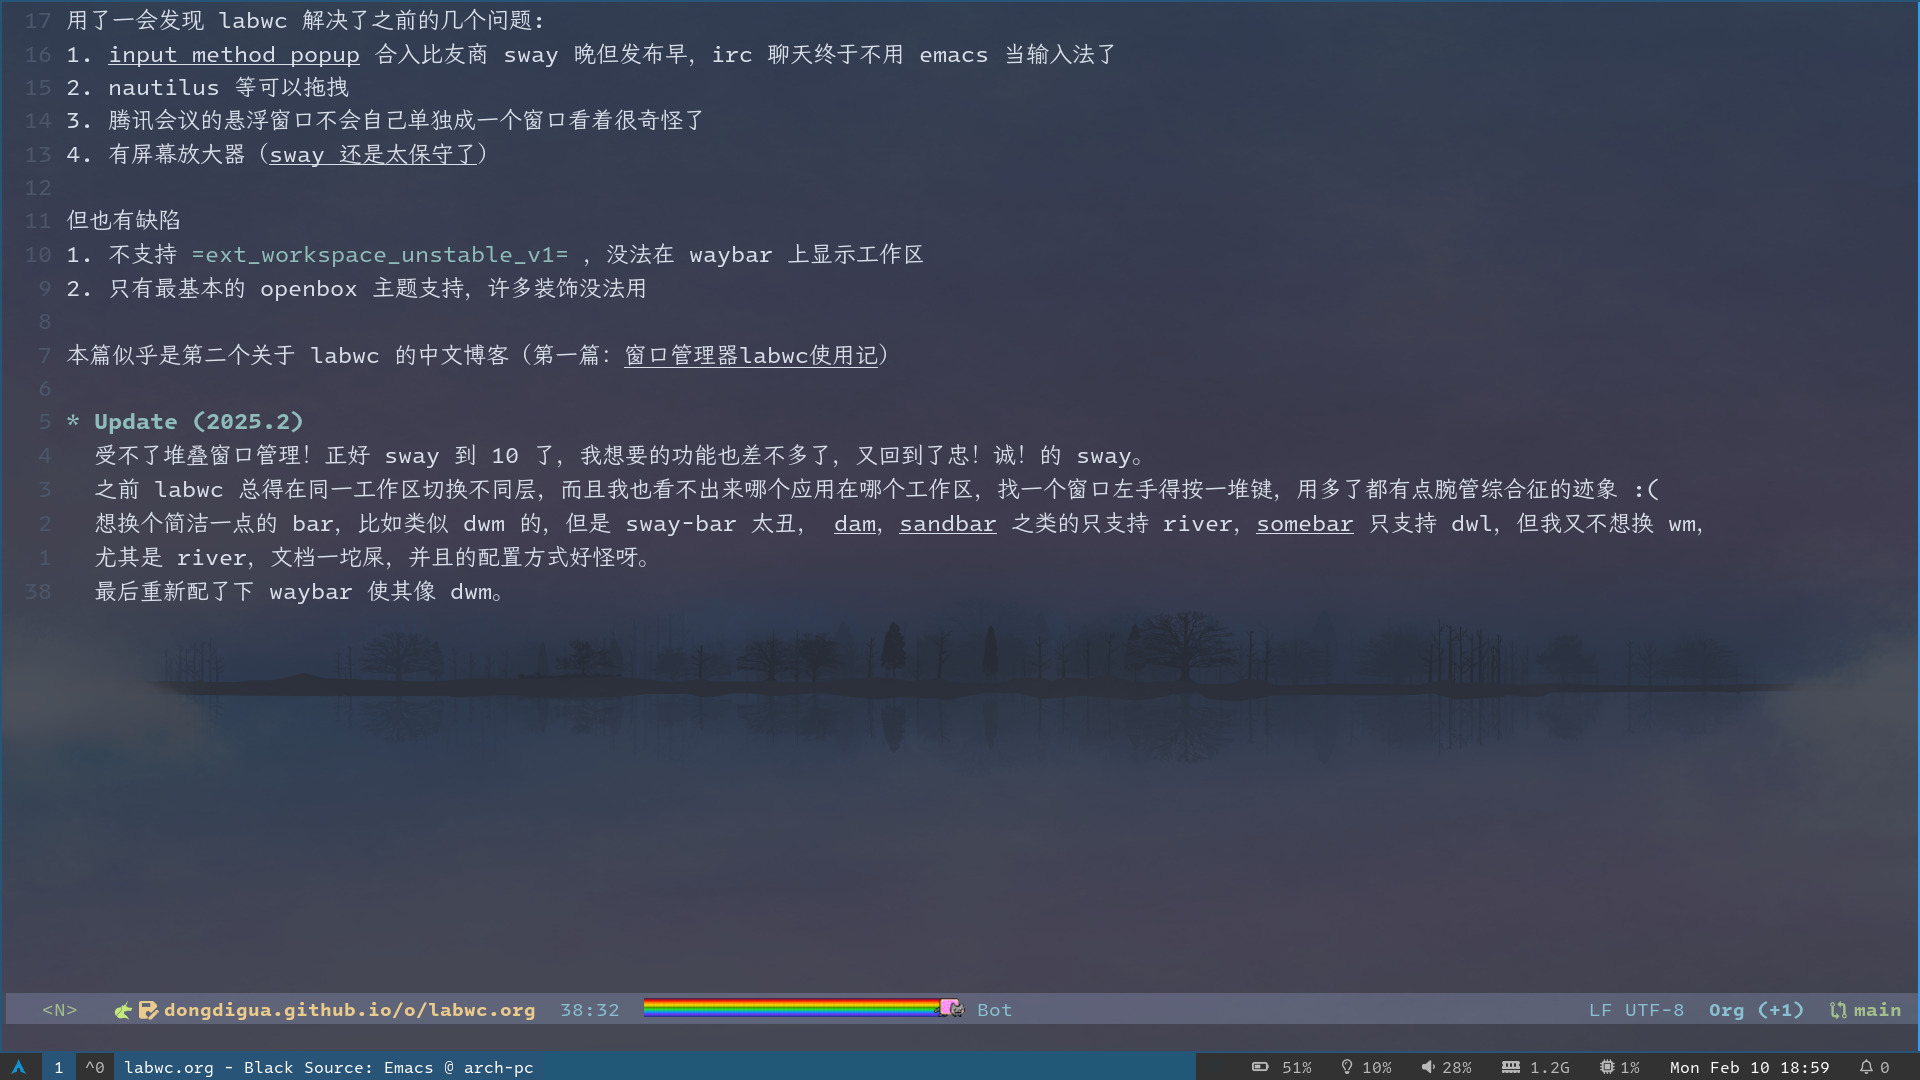 17 用了一会发现 labwc 解决了之前的几个问题:
16 1. input method popup 合入比友商 sway 晚但发布早，irc 聊天终于不用 emacs 当输入法了
15 2. nautilus 等可以拖拽
14 3. 腾讯会议的悬浮窗口不会自己单独成一个窗口看着很奇怪了
13 4. 有屏幕放大器（sway 还是太保守了）
12
11 但也有缺陷
10 1. 不支持 =ext_workspace_unstable_v1= ，没法在 waybar 上显示工作区
9 2. 只有最基本的 openbox 主题支持，许多装饰没法用
8
7 本篇似乎是第二个关于 labwc 的中文博客（第一篇：窗口管理器labwc使用记）
6
5 * Update (2025.2)
4 受不了堆叠窗口管理！正好 sway 到 10 了，我想要的功能也差不多了，又回到了忠！诚！的 sway。
3 之前 labwc 总得在同一工作区切换不同层，而且我也看不出来哪个应用在哪个工作区，找一个窗口左手得按一堆键，用多了都有点腕管综合征的迹象 :(
2 想换个简洁一点的 bar，比如类似 dwm 的，但是 sway-bar 太丑， dam，sandbar 之类的只支持 river，somebar 只支持 dwl，但我又不想换 wm，
1 尤其是 river，文档一坨屎，并且的配置方式好怪呀。
38 最后重新配了下 waybar 使其像 dwm。
<N> dongdigua.github.io/o/labwc.org 38:32 Bot LF UTF-8 Org (+1) main
1 ^0 labwc.org - Black Source: Emacs @ arch-pc 51% 10% 28% 1.2G 1% Mon Feb 10 18:59 0